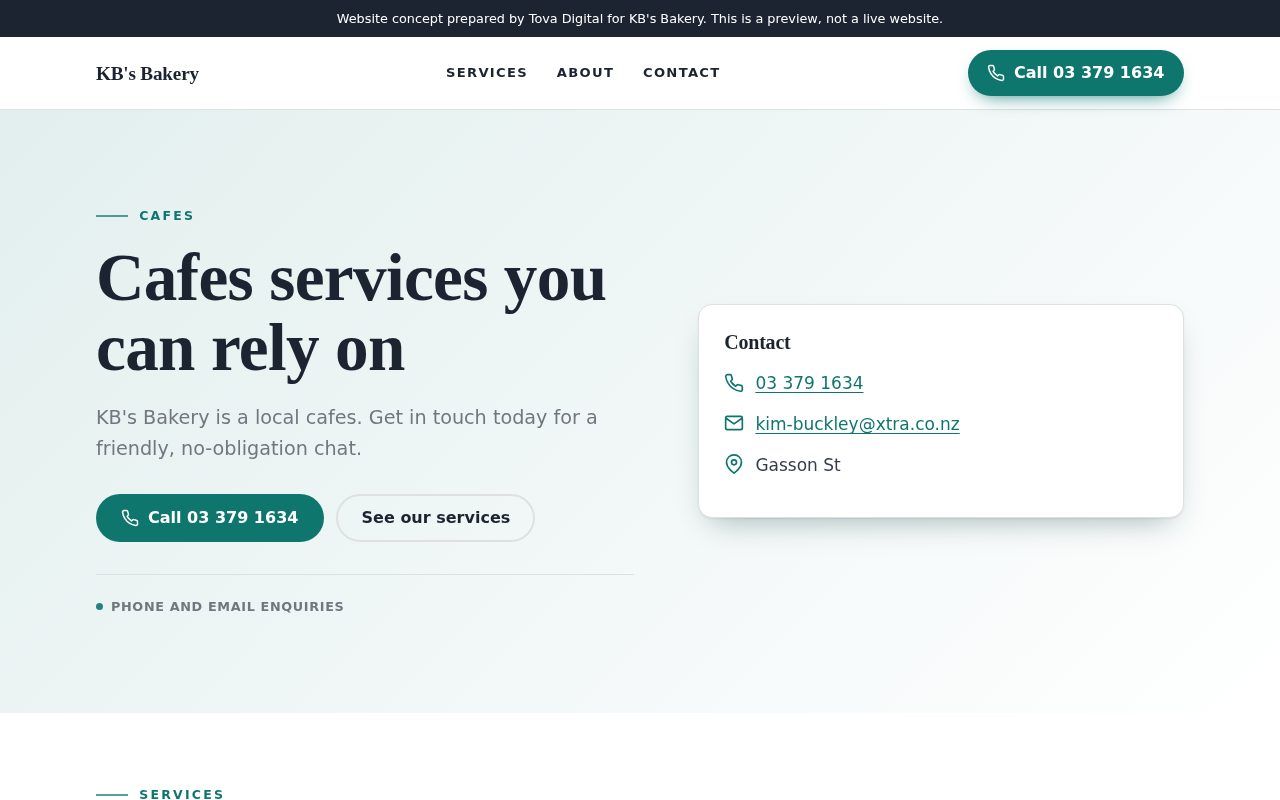 Website concept prepared by Tova Digital for KB's Bakery. This is a preview, not a live website.
KB's Bakery
SERVICES
ABOUT
CONTACT
Call 03 379 1634
CAFES
Cafes services you
can rely on
KB's Bakery is a local cafes. Get in touch today for a
friendly, no-obligation chat.
Call 03 379 1634
See our services
PHONE AND EMAIL ENQUIRIES
Contact
03 379 1634
kim-buckley@xtra.co.nz
Gasson St
SERVICES